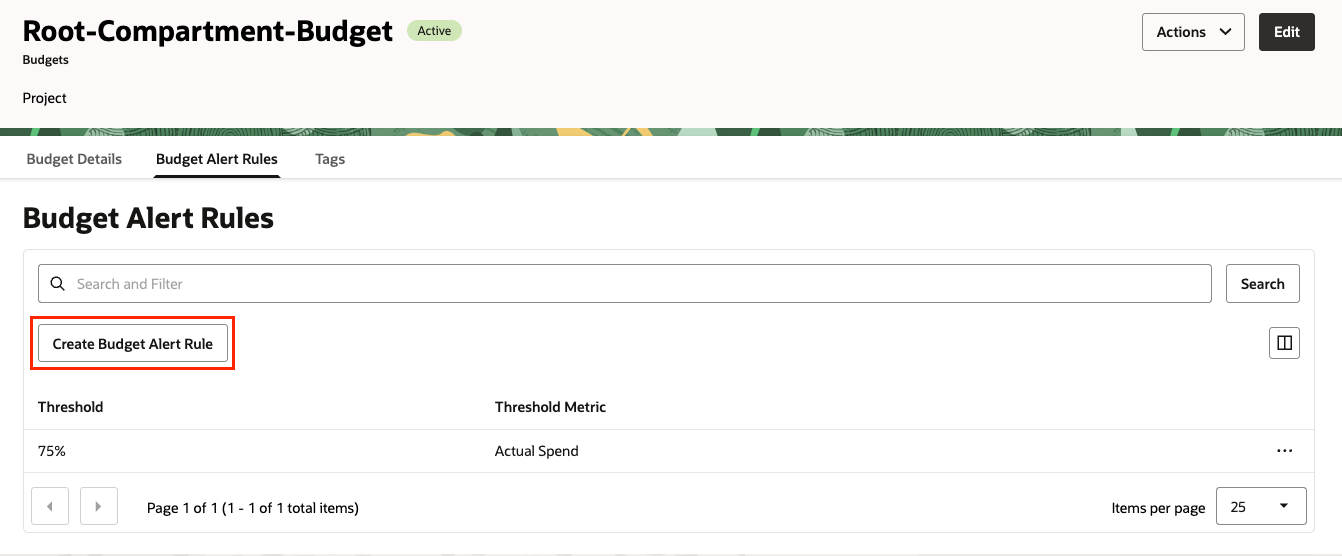 Root-Compartment-Budget Active
Actions Edit
Budgets
Project
Budget Details Budget Alert Rules Tags
Budget Alert Rules
Search and Filter Search
Create Budget Alert Rule
Threshold Threshold Metric
75% Actual Spend ...
Page 1 of 1 (1 - 1 of 1 total items) Items per page 25